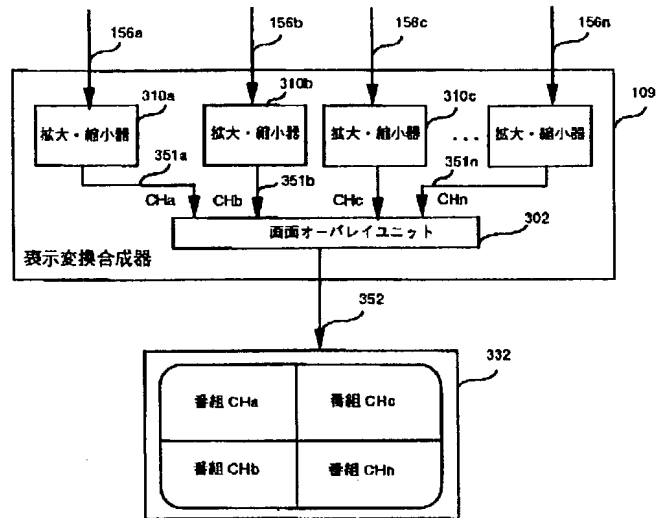 156a
156b
156c
156n
310a
310b
310c
109
拡大・縮小器
拡大・縮小器
拡大・縮小器
...
拡大・縮小器
351a
351b
351n
CHa
CHb
CHc
CHn
画面オーバレイユニット
302
表示変換合成器
352
332
番組 CHa
番組 CHc
番組 CHb
番組 CHn